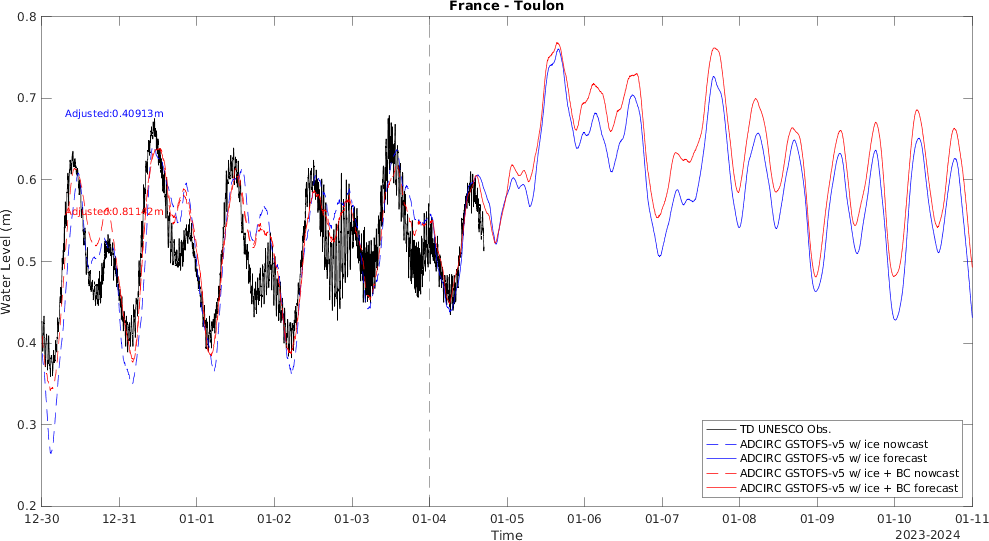 France - Toulon
0.8
0.7
0.6
0.5
0.4
0.3
0.2
Water Level (m)
Adjusted:0.40913m
Adjusted:0.81142m
TD UNESCO Obs.
ADCIRC GSTOFS-v5 w/ ice nowcast
ADCIRC GSTOFS-v5 w/ ice forecast
ADCIRC GSTOFS-v5 w/ ice + BC nowcast
ADCIRC GSTOFS-v5 w/ ice + BC forecast
12-30 12-31 01-01 01-02 01-03 01-04 01-05 01-06 01-07 01-08 01-09 01-10 01-11
Time
2023-2024